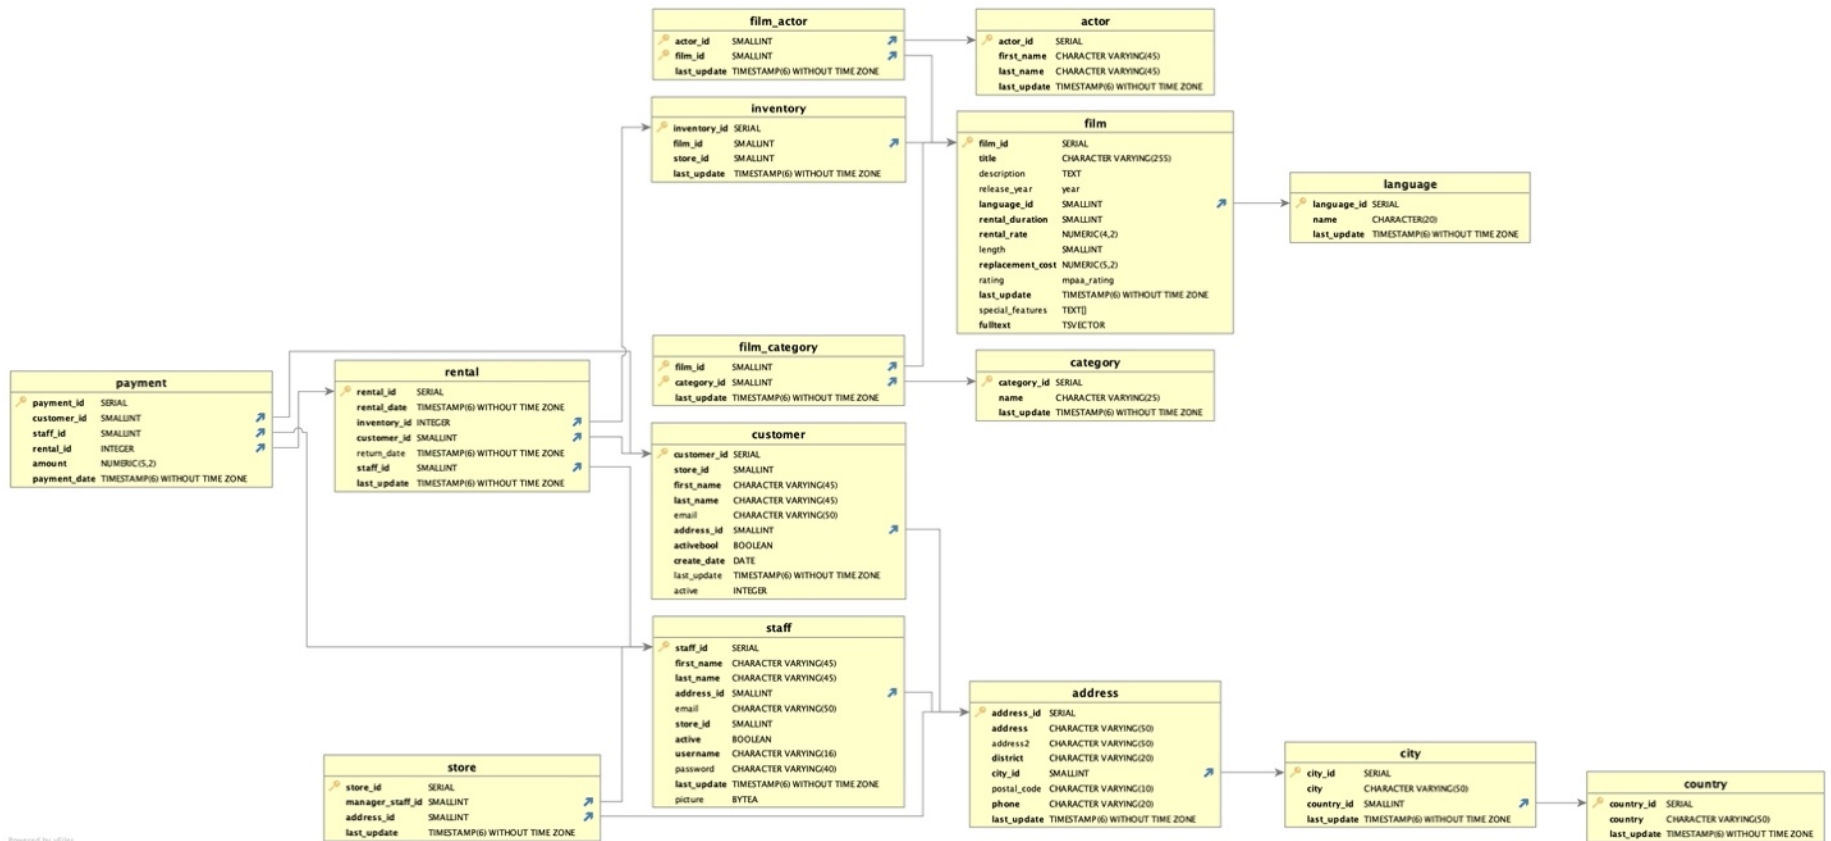 film_actor
actor_id SMALLINT
film_id SMALLINT
last_update TIMESTAMP(6) WITHOUT TIME ZONE
actor
actor_id SERIAL
first_name CHARACTER VARYING(45)
last_name CHARACTER VARYING(45)
last_update TIMESTAMP(6) WITHOUT TIME ZONE
inventory
inventory_id SERIAL
film_id SMALLINT
store_id SMALLINT
last_update TIMESTAMP(6) WITHOUT TIME ZONE
film
film_id SERIAL
title CHARACTER VARYING(255)
description TEXT
release_year year
language_id SMALLINT
rental_duration SMALLINT
rental_rate NUMERIC(4,2)
length SMALLINT
replacement_cost NUMERIC(5,2)
rating mpaa_rating
last_update TIMESTAMP(6) WITHOUT TIME ZONE
special_features TEXT[]
fulltext TSVECTOR
language
language_id SERIAL
name CHARACTER(20)
last_update TIMESTAMP(6) WITHOUT TIME ZONE
film_category
film_id SMALLINT
category_id SMALLINT
last_update TIMESTAMP(6) WITHOUT TIME ZONE
category
category_id SERIAL
name CHARACTER VARYING(25)
last_update TIMESTAMP(6) WITHOUT TIME ZONE
payment
payment_id SERIAL
customer_id SMALLINT
staff_id SMALLINT
rental_id INTEGER
amount NUMERIC(5,2)
payment_date TIMESTAMP(6) WITHOUT TIME ZONE
rental
rental_id SERIAL
rental_date TIMESTAMP(6) WITHOUT TIME ZONE
inventory_id INTEGER
customer_id SMALLINT
return_date TIMESTAMP(6) WITHOUT TIME ZONE
staff_id SMALLINT
last_update TIMESTAMP(6) WITHOUT TIME ZONE
customer
customer_id SERIAL
store_id SMALLINT
first_name CHARACTER VARYING(45)
last_name CHARACTER VARYING(45)
email CHARACTER VARYING(50)
address_id SMALLINT
activebool BOOLEAN
create_date DATE
last_update TIMESTAMP(6) WITHOUT TIME ZONE
active INTEGER
staff
staff_id SERIAL
first_name CHARACTER VARYING(45)
last_name CHARACTER VARYING(45)
address_id SMALLINT
email CHARACTER VARYING(50)
store_id SMALLINT
active BOOLEAN
username CHARACTER VARYING(16)
password CHARACTER VARYING(40)
last_update TIMESTAMP(6) WITHOUT TIME ZONE
picture BYTEA
store
store_id SERIAL
manager_staff_id SMALLINT
address_id SMALLINT
last_update TIMESTAMP(6) WITHOUT TIME ZONE
address
address_id SERIAL
address CHARACTER VARYING(50)
address2 CHARACTER VARYING(50)
district CHARACTER VARYING(20)
city_id SMALLINT
postal_code CHARACTER VARYING(10)
phone CHARACTER VARYING(20)
last_update TIMESTAMP(6) WITHOUT TIME ZONE
city
city_id SERIAL
city CHARACTER VARYING(50)
country_id SMALLINT
last_update TIMESTAMP(6) WITHOUT TIME ZONE
country
country_id SERIAL
country CHARACTER VARYING(50)
last_update TIMESTAMP(6) WITHOUT TIME ZONE